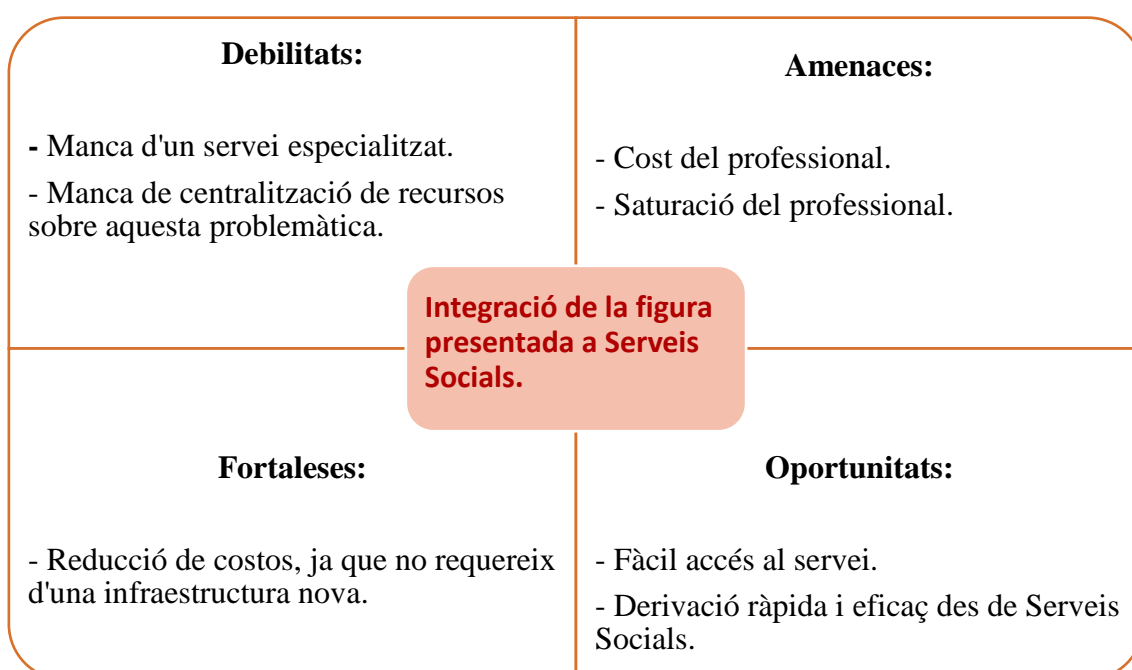 Debilitats:
- Manca d'un servei especialitzat.
- Manca de centralització de recursos
sobre aquesta problemàtica.
Amenaces:
- Cost del professional.
- Saturació del professional.
Integració de la figura
presentada a Serveis
Socials.
Fortaleses:
- Reducció de costos, ja que no requereix
d'una infraestructura nova.
Oportunitats:
- Fàcil accés al servei.
- Derivació ràpida i eficaç des de Serveis
Socials.